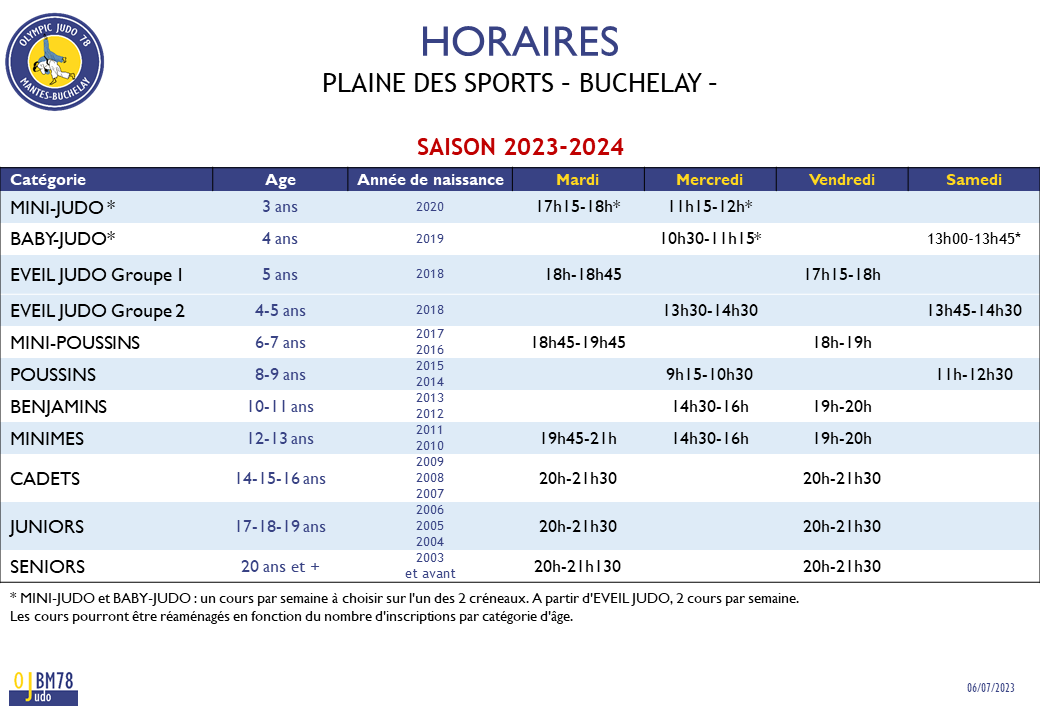 OLYMPIC JUDO 78
MANTES-BUCHELAY
HORAIRES
PLAINE DES SPORTS – BUCHELAY –
SAISON 2023-2024
Catégorie Age Année de naissance Mardi Mercredi Vendredi Samedi
MINI-JUDO * 3 ans 2020 17h15-18h* 11h15-12h*
BABY-JUDO* 4 ans 2019 10h30-11h15* 13h00-13h45*
EVEIL JUDO Groupe 1 5 ans 2018 18h-18h45 17h15-18h
EVEIL JUDO Groupe 2 4-5 ans 2018 13h30-14h30 13h45-14h30
MINI-POUSSINS 6-7 ans 2017 2016 18h45-19h45 18h-19h
POUSSINS 8-9 ans 2015 2014 9h15-10h30 11h-12h30
BENJAMINS 10-11 ans 2013 2012 14h30-16h 19h-20h
MINIMES 12-13 ans 2011 2010 19h45-21h 14h30-16h 19h-20h
CADETS 14-15-16 ans 2009 2008 2007 20h-21h30 20h-21h30
JUNIORS 17-18-19 ans 2006 2005 2004 20h-21h30 20h-21h30
SENIORS 20 ans et + 2003 et avant 20h-21h130 20h-21h30
* MINI-JUDO et BABY-JUDO : un cours par semaine à choisir sur l'un des 2 créneaux. A partir d'EVEIL JUDO, 2 cours par semaine.
Les cours pourront être réaménagés en fonction du nombre d'inscriptions par catégorie d'âge.
OJBM78
Judo
06/07/2023